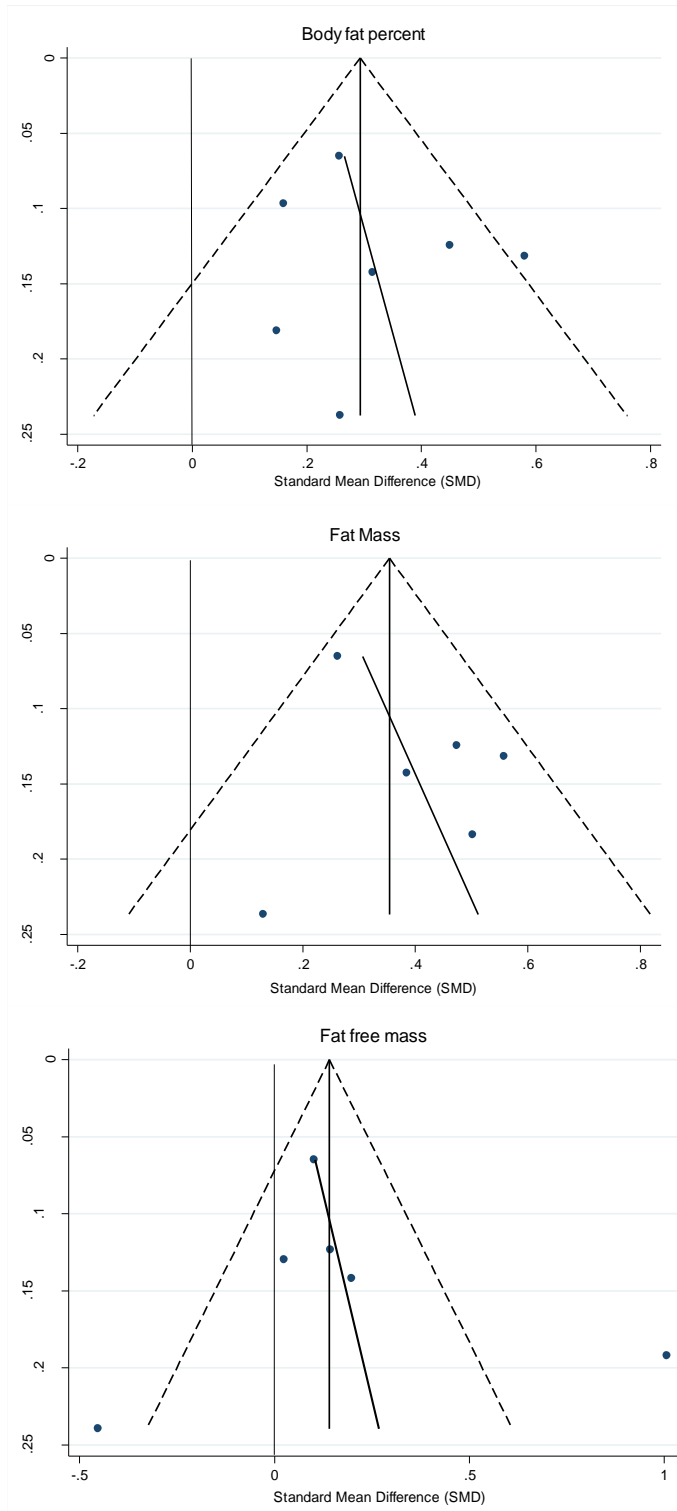 Body fat percent
0
.05
.1
.15
.2
.25
-.2 0 .2 .4 .6 .8
Standard Mean Difference (SMD)
Fat Mass
0
.05
.1
.15
.2
.25
-.2 0 .2 .4 .6 .8
Standard Mean Difference (SMD)
Fat free mass
0
.05
.1
.15
.2
.25
-.5 0 .5 1
Standard Mean Difference (SMD)